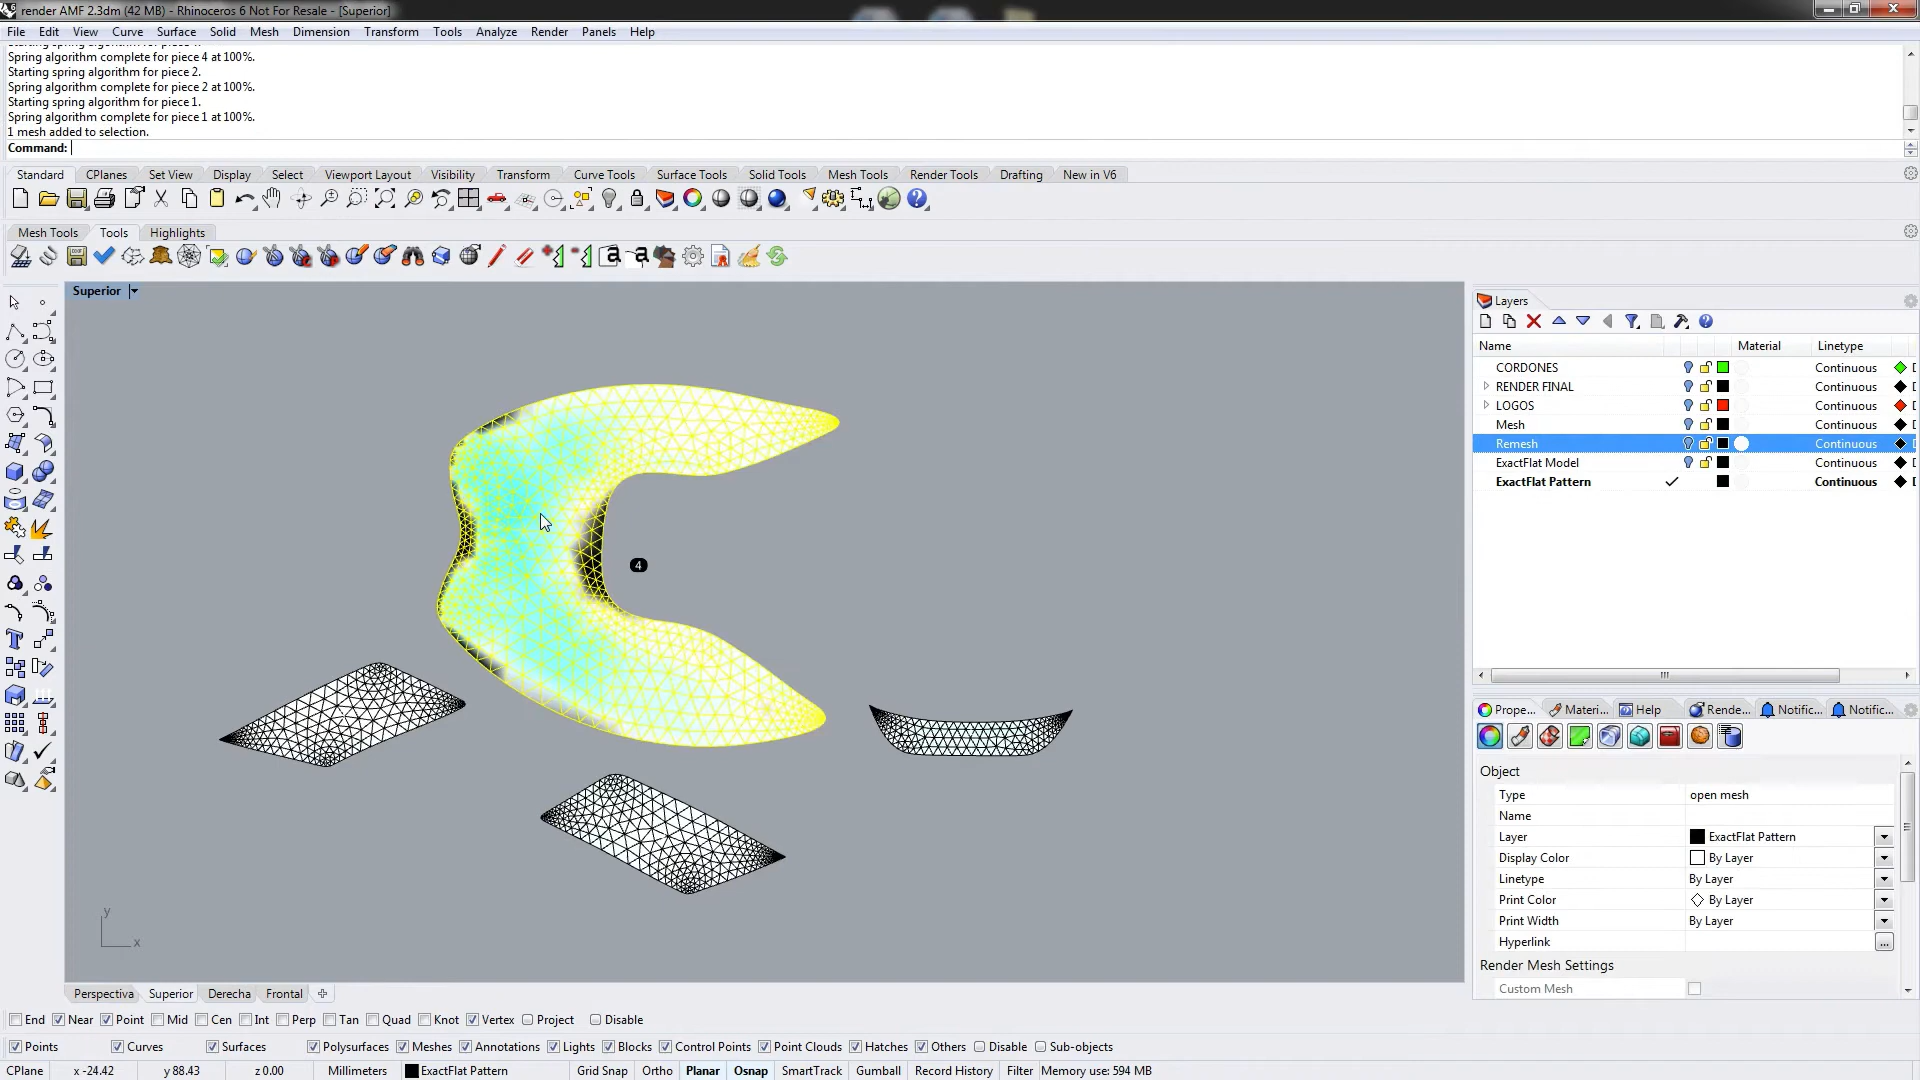 render AMF 2.3dm (42 MB) - Rhinoceros 6 Not For Resale - [Superior]
File Edit View Curve Surface Solid Mesh Dimension Transform Tools Analyze Render Panels Help
Spring algorithm complete for piece 4 at 100%.
Starting spring algorithm for piece 2.
Spring algorithm complete for piece 2 at 100%.
Starting spring algorithm for piece 1.
Spring algorithm complete for piece 1 at 100%.
1 mesh added to selection.
Command:
Standard CPlanes Set View Display Select Viewport Layout Visibility Transform Curve Tools Surface Tools Solid Tools Mesh Tools Render Tools Drafting New in V6
Mesh Tools Tools Highlights
Superior
Layers
Name Material Linetype
CORDONES Continuous
RENDER FINAL Continuous
LOGOS Continuous
Mesh Continuous
Remesh Continuous
ExactFlat Model Continuous
ExactFlat Pattern Continuous
4
Prope... Materi... Help Rende... Notific... Notific...
Object
Type open mesh
Name
Layer ExactFlat Pattern
Display Color By Layer
Linetype By Layer
Print Color By Layer
Print Width By Layer
Hyperlink ...
Render Mesh Settings
Custom Mesh
y
x
Perspectiva Superior Derecha Frontal
End Near Point Mid Cen Int Perp Tan Quad Knot Vertex Project Disable
Points Curves Surfaces Polysurfaces Meshes Annotations Lights Blocks Control Points Point Clouds Hatches Others Disable Sub-objects
CPlane x -24.42 y 88.43 z 0.00 Millimeters ExactFlat Pattern Grid Snap Ortho Planar Osnap SmartTrack Gumball Record History Filter Memory use: 594 MB